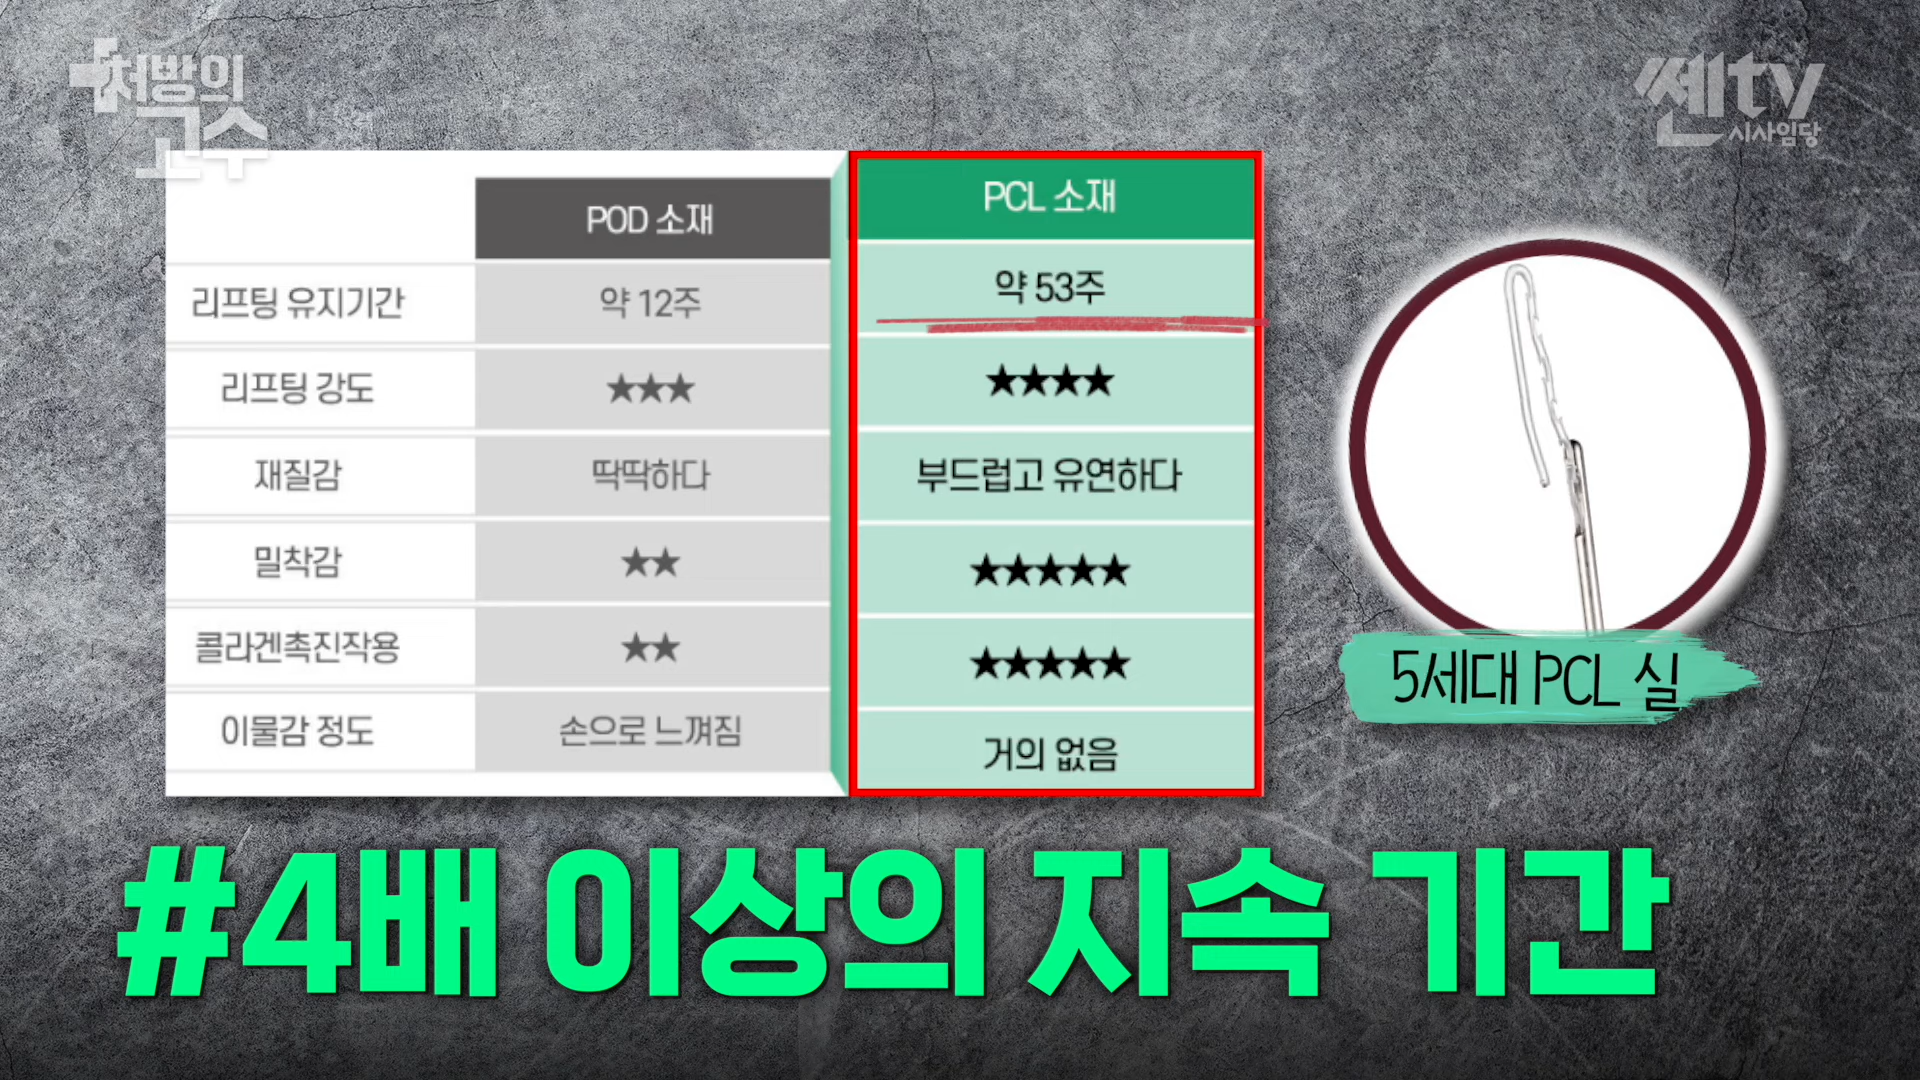 처방의
고수
쎈tv
시사임당
POD 소재
PCL 소재
리프팅 유지기간
약 12주
약 53주
리프팅 강도
★★★
★★★★
재질감
딱딱하다
부드럽고 유연하다
밀착감
★★
★★★★★
콜라겐촉진작용
★★
★★★★★
이물감 정도
손으로 느껴짐
거의 없음
5세대 PCL 실
#4배 이상의 지속 기간